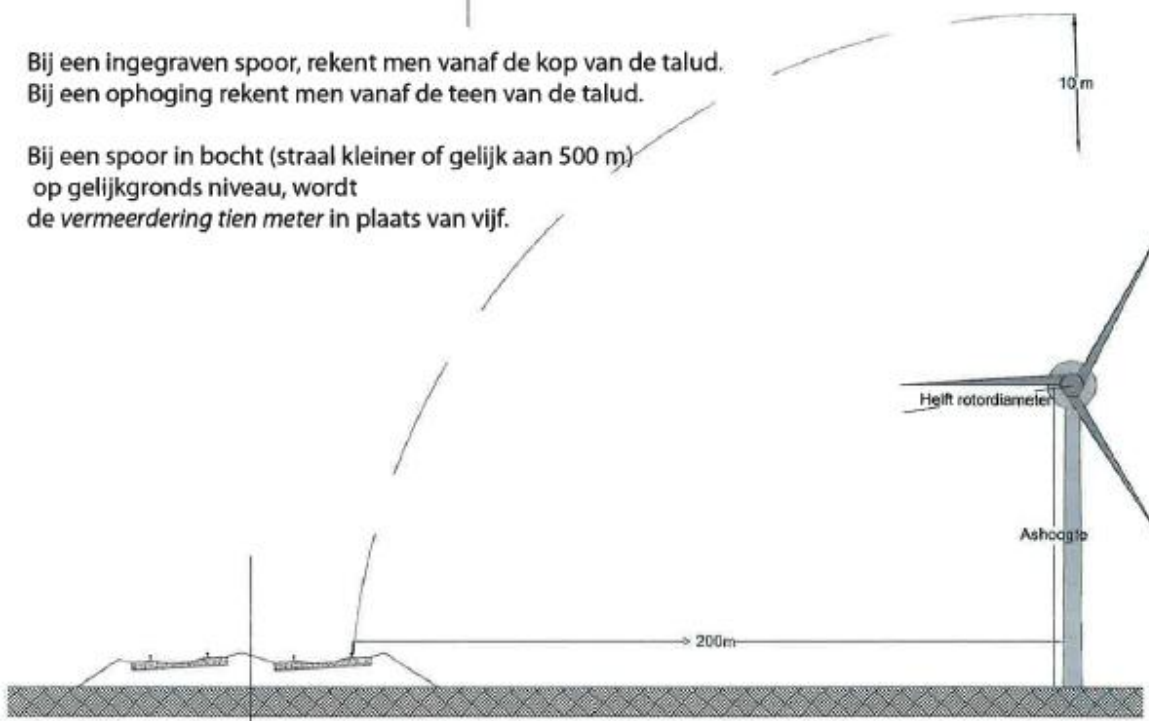 Bij een ingegraven spoor, rekent men vanaf de kop van de talud.
Bij een ophoging rekent men vanaf de teen van de talud.
Bij een spoor in bocht (straal kleiner of gelijk aan 500 m)
op gelijkgronds niveau, wordt
de vermeerdering tien meter in plaats van vijf.
10 m
Helft rotordiameter
Ashoogte
200m